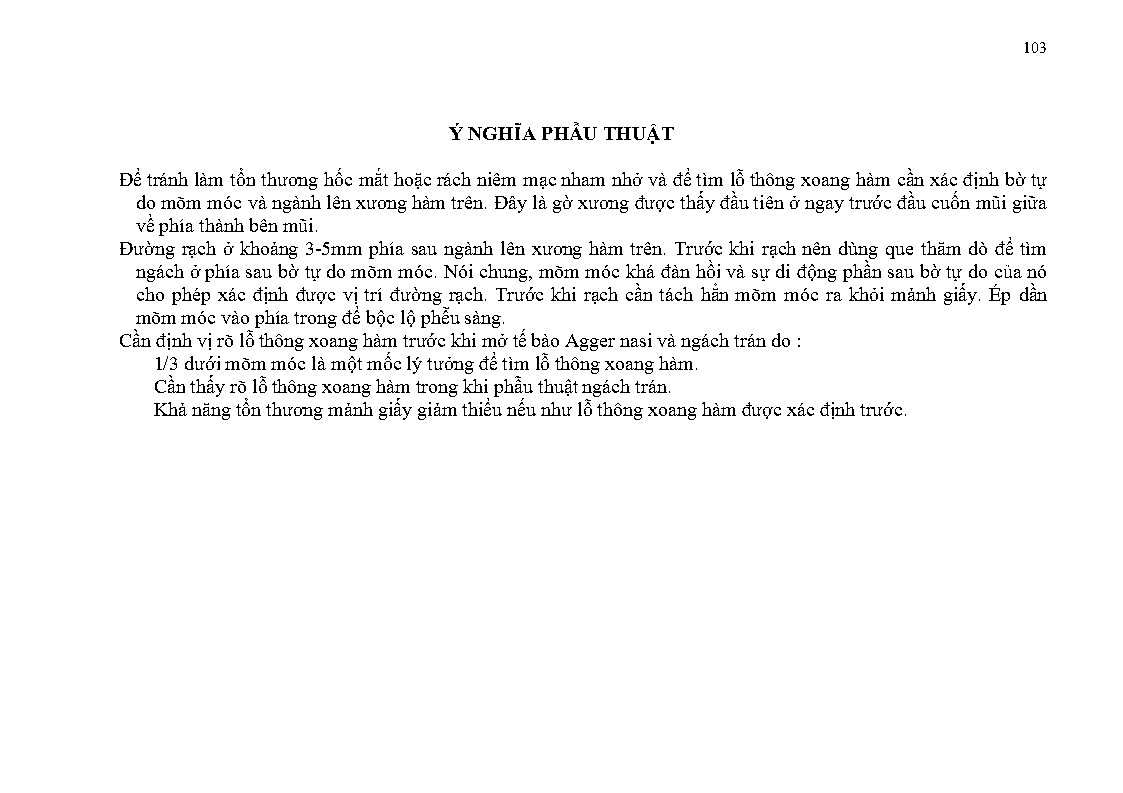 103
Ý NGHĨA PHẪU THUẬT
Để tránh làm tổn thương hốc mắt hoặc rách niêm mạc nham nhở và để tìm lỗ thông xoang hàm cần xác định bờ tự
do mõm móc và ngành lên xương hàm trên. Đây là gờ xương được thấy đầu tiên ở ngay trước đầu cuốn mũi giữa
về phía thành bên mũi.
Đường rạch ở khoảng 3-5mm phía sau ngành lên xương hàm trên. Trước khi rạch nên dùng que thăm dò để tìm
ngách ở phía sau bờ tự do mõm móc. Nói chung, mõm móc khá đàn hồi và sự di động phần sau bờ tự do của nó
cho phép xác định được vị trí đường rạch. Trước khi rạch cần tách hẳn mõm móc ra khỏi mảnh giấy. Ép dần
mõm móc vào phía trong để bộc lộ phễu sàng.
Cần định vị rõ lỗ thông xoang hàm trước khi mở tế bào Agger nasi và ngách trán do :
1/3 dưới mõm móc là một mốc lý tưởng để tìm lỗ thông xoang hàm.
Cần thấy rõ lỗ thông xoang hàm trong khi phẫu thuật ngách trán.
Khả năng tổn thương mảnh giấy giảm thiểu nếu như lỗ thông xoang hàm được xác định trước.